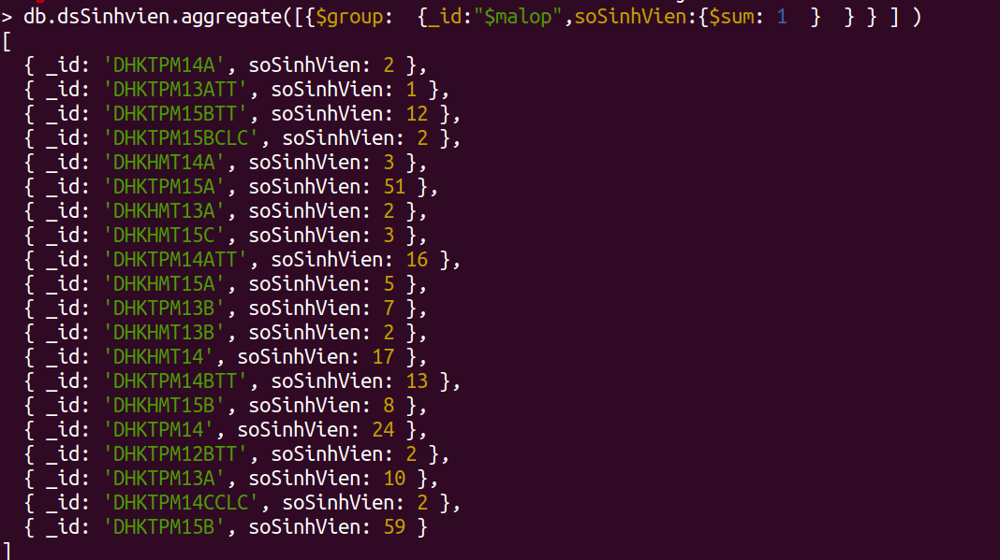 > db.dsSinhvien.aggregate([{$group:  {_id:"$malop",soSinhVien:{$sum: 1  }  } } ] )
[
  { _id: 'DHKTPM14A', soSinhVien: 2 },
  { _id: 'DHKTPM13ATT', soSinhVien: 1 },
  { _id: 'DHKTPM15BTT', soSinhVien: 12 },
  { _id: 'DHKTPM15BCLC', soSinhVien: 2 },
  { _id: 'DHKHMT14A', soSinhVien: 3 },
  { _id: 'DHKTPM15A', soSinhVien: 51 },
  { _id: 'DHKHMT13A', soSinhVien: 2 },
  { _id: 'DHKHMT15C', soSinhVien: 3 },
  { _id: 'DHKTPM14ATT', soSinhVien: 16 },
  { _id: 'DHKHMT15A', soSinhVien: 5 },
  { _id: 'DHKTPM13B', soSinhVien: 7 },
  { _id: 'DHKHMT13B', soSinhVien: 2 },
  { _id: 'DHKHMT14', soSinhVien: 17 },
  { _id: 'DHKTPM14BTT', soSinhVien: 13 },
  { _id: 'DHKHMT15B', soSinhVien: 8 },
  { _id: 'DHKTPM14', soSinhVien: 24 },
  { _id: 'DHKTPM12BTT', soSinhVien: 2 },
  { _id: 'DHKTPM13A', soSinhVien: 10 },
  { _id: 'DHKTPM14CCLC', soSinhVien: 2 },
  { _id: 'DHKTPM15B', soSinhVien: 59 }
]